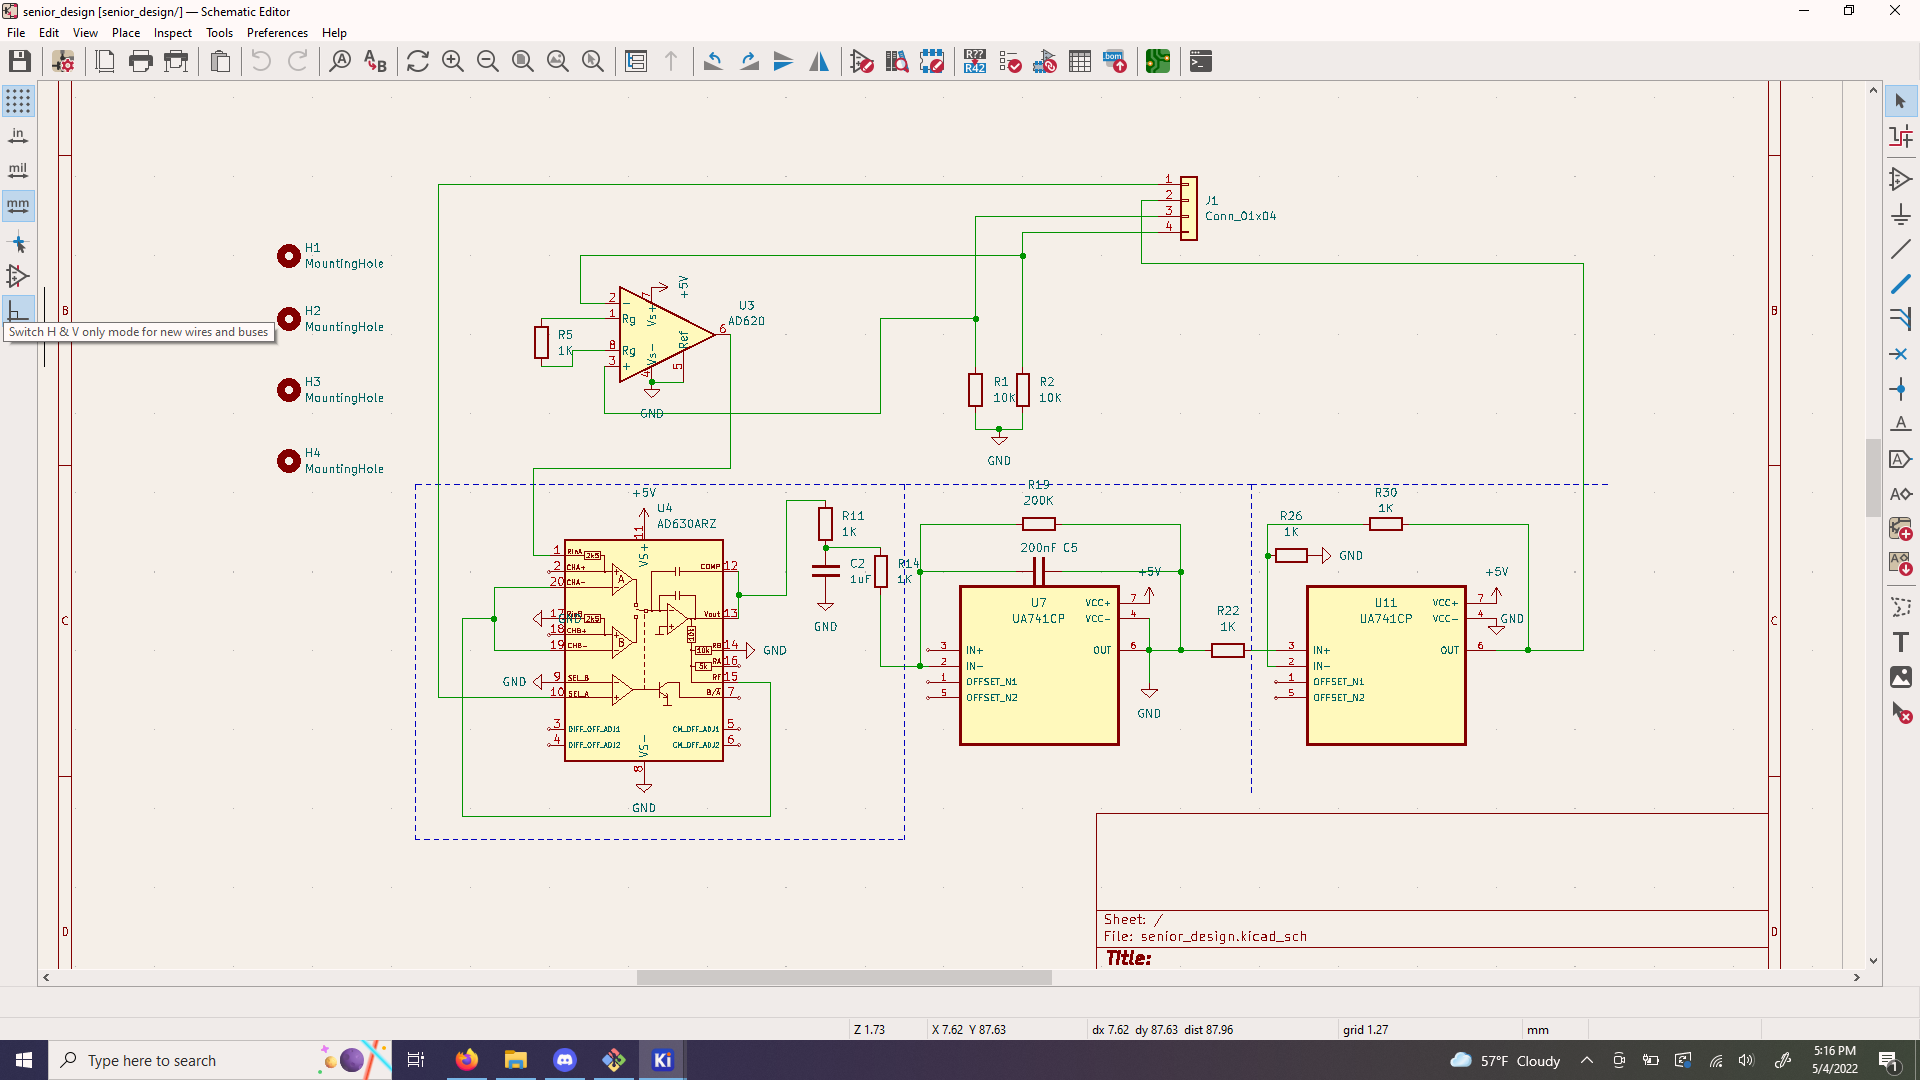 senior_design [senior_design/] — Schematic Editor
File Edit View Place Inspect Tools Preferences Help
in
mil
mm
Switch H & V only mode for new wires and buses
H1
MountingHole
H2
MountingHole
H3
MountingHole
H4
MountingHole
B
C
D
J1
Conn_01x04
1
2
3
4
U3
AD620
+5V
2
1
8
3
7
6
4
5
Rg
Rg
Vs+
Vs-
Ref
R5
1K
GND
R1
10K
R2
10K
GND
+5V
U4
AD630ARZ
11
VS+
1 RinA 2k5
2 CHA+
20 CHA-
A
17 RinB 2k5
GND
18 CHB+
19 CHB-
B
GND
9 SEL_B
10 SEL_A
3 DIFF_OFF_ADJ1
4 DIFF_OFF_ADJ2
COMP 12
Vout 13
10k
10k RB 14 GND
5k RA 16
RF 15
B/A 7
CM_OFF_ADJ1 5
CM_OFF_ADJ2 6
VS-
8
GND
R11
1K
C2
1uF
GND
R14
1K
R19
200K
200nF C5
U7
UA741CP
+5V
VCC+ 7
VCC- 4
OUT 6
3 IN+
2 IN-
1 OFFSET_N1
5 OFFSET_N2
GND
R22
1K
R26
1K
GND
R30
1K
U11
UA741CP
+5V
VCC+ 7
VCC- 4
GND
OUT 6
3 IN+
2 IN-
1 OFFSET_N1
5 OFFSET_N2
B
C
D
Sheet: /
File: senior_design.kicad_sch
Title:
Z 1.73
X 7.62 Y 87.63
dx 7.62 dy 87.63 dist 87.96
grid 1.27
mm
Type here to search
Ki
57°F Cloudy
5:16 PM
5/4/2022
1